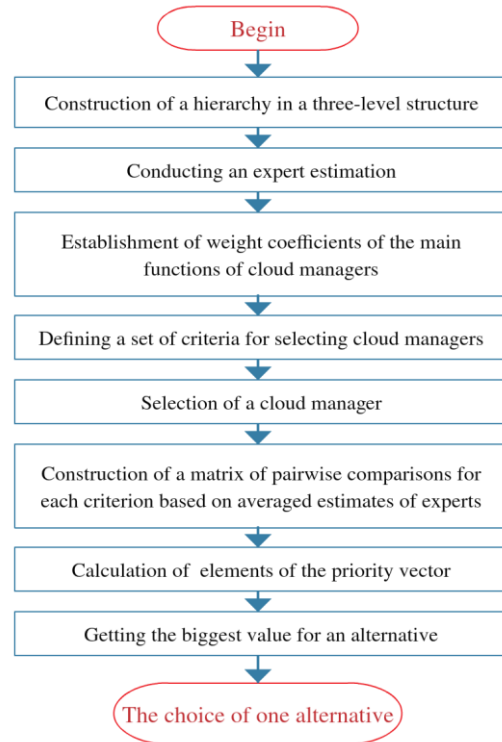 Begin
Construction of a hierarchy in a three-level structure
Conducting an expert estimation
Establishment of weight coefficients of the main
functions of cloud managers
Defining a set of criteria for selecting cloud managers
Selection of a cloud manager
Construction of a matrix of pairwise comparisons for
each criterion based on averaged estimates of experts
Calculation of elements of the priority vector
Getting the biggest value for an alternative
The choice of one alternative